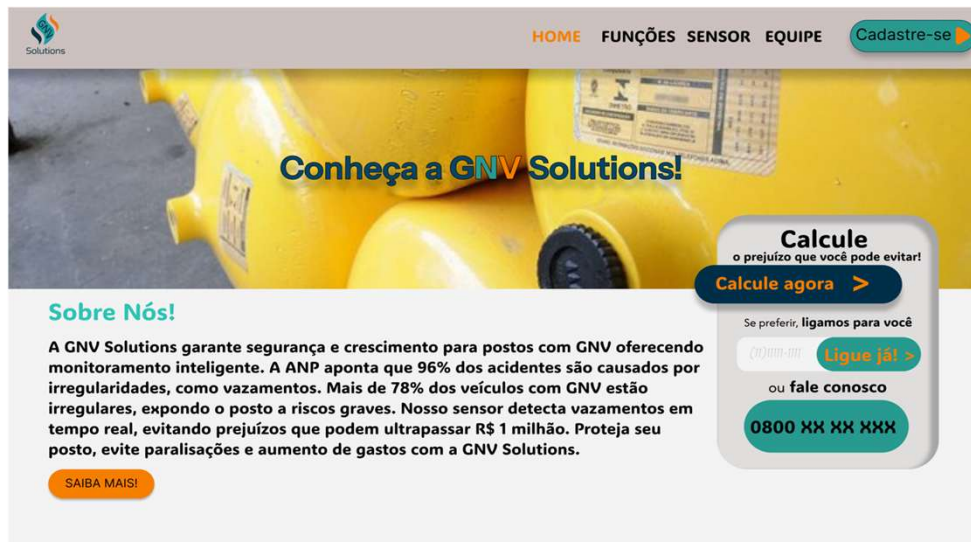 GNV
Solutions
HOME FUNÇÕES SENSOR EQUIPE Cadastre-se
Conheça a GNV Solutions!
Calcule
o prejuízo que você pode evitar!
Calcule agora >
Se preferir, ligamos para você
Ligue já! >
ou fale conosco
0800 XX XX XXX
Sobre Nós!
A GNV Solutions garante segurança e crescimento para postos com GNV oferecendo
monitoramento inteligente. A ANP aponta que 96% dos acidentes são causados por
irregularidades, como vazamentos. Mais de 78% dos veículos com GNV estão
irregulares, expondo o posto a riscos graves. Nosso sensor detecta vazamentos em
tempo real, evitando prejuízos que podem ultrapassar R$ 1 milhão. Proteja seu
posto, evite paralisações e aumento de gastos com a GNV Solutions.
SAIBA MAIS!